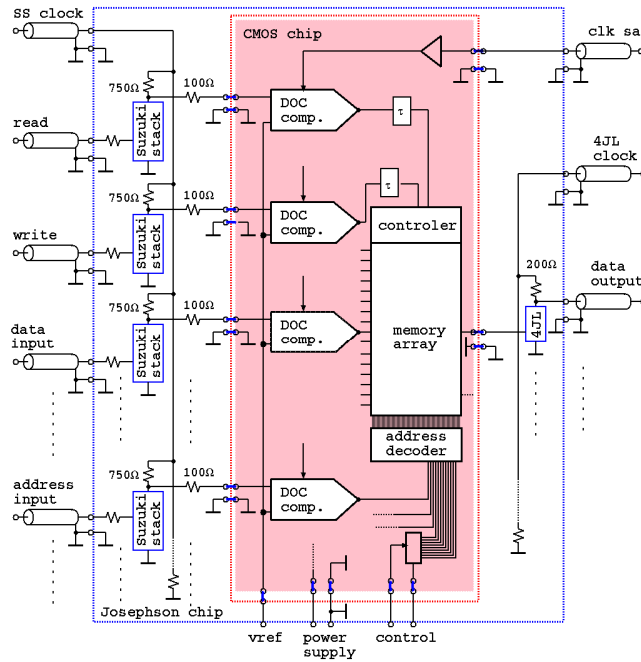 SS clock
CMOS chip
clk sa
750Ω
100Ω
DOC
comp.
τ
read
Suzuki
stack
4JL
clock
τ
750Ω
100Ω
DOC
comp.
controler
write
Suzuki
stack
200Ω
data
output
750Ω
100Ω
DOC
comp.
memory
array
4JL
data
input
Suzuki
stack
address
decoder
750Ω
100Ω
DOC
comp.
address
input
Suzuki
stack
Josephson chip
vref
power
supply
control